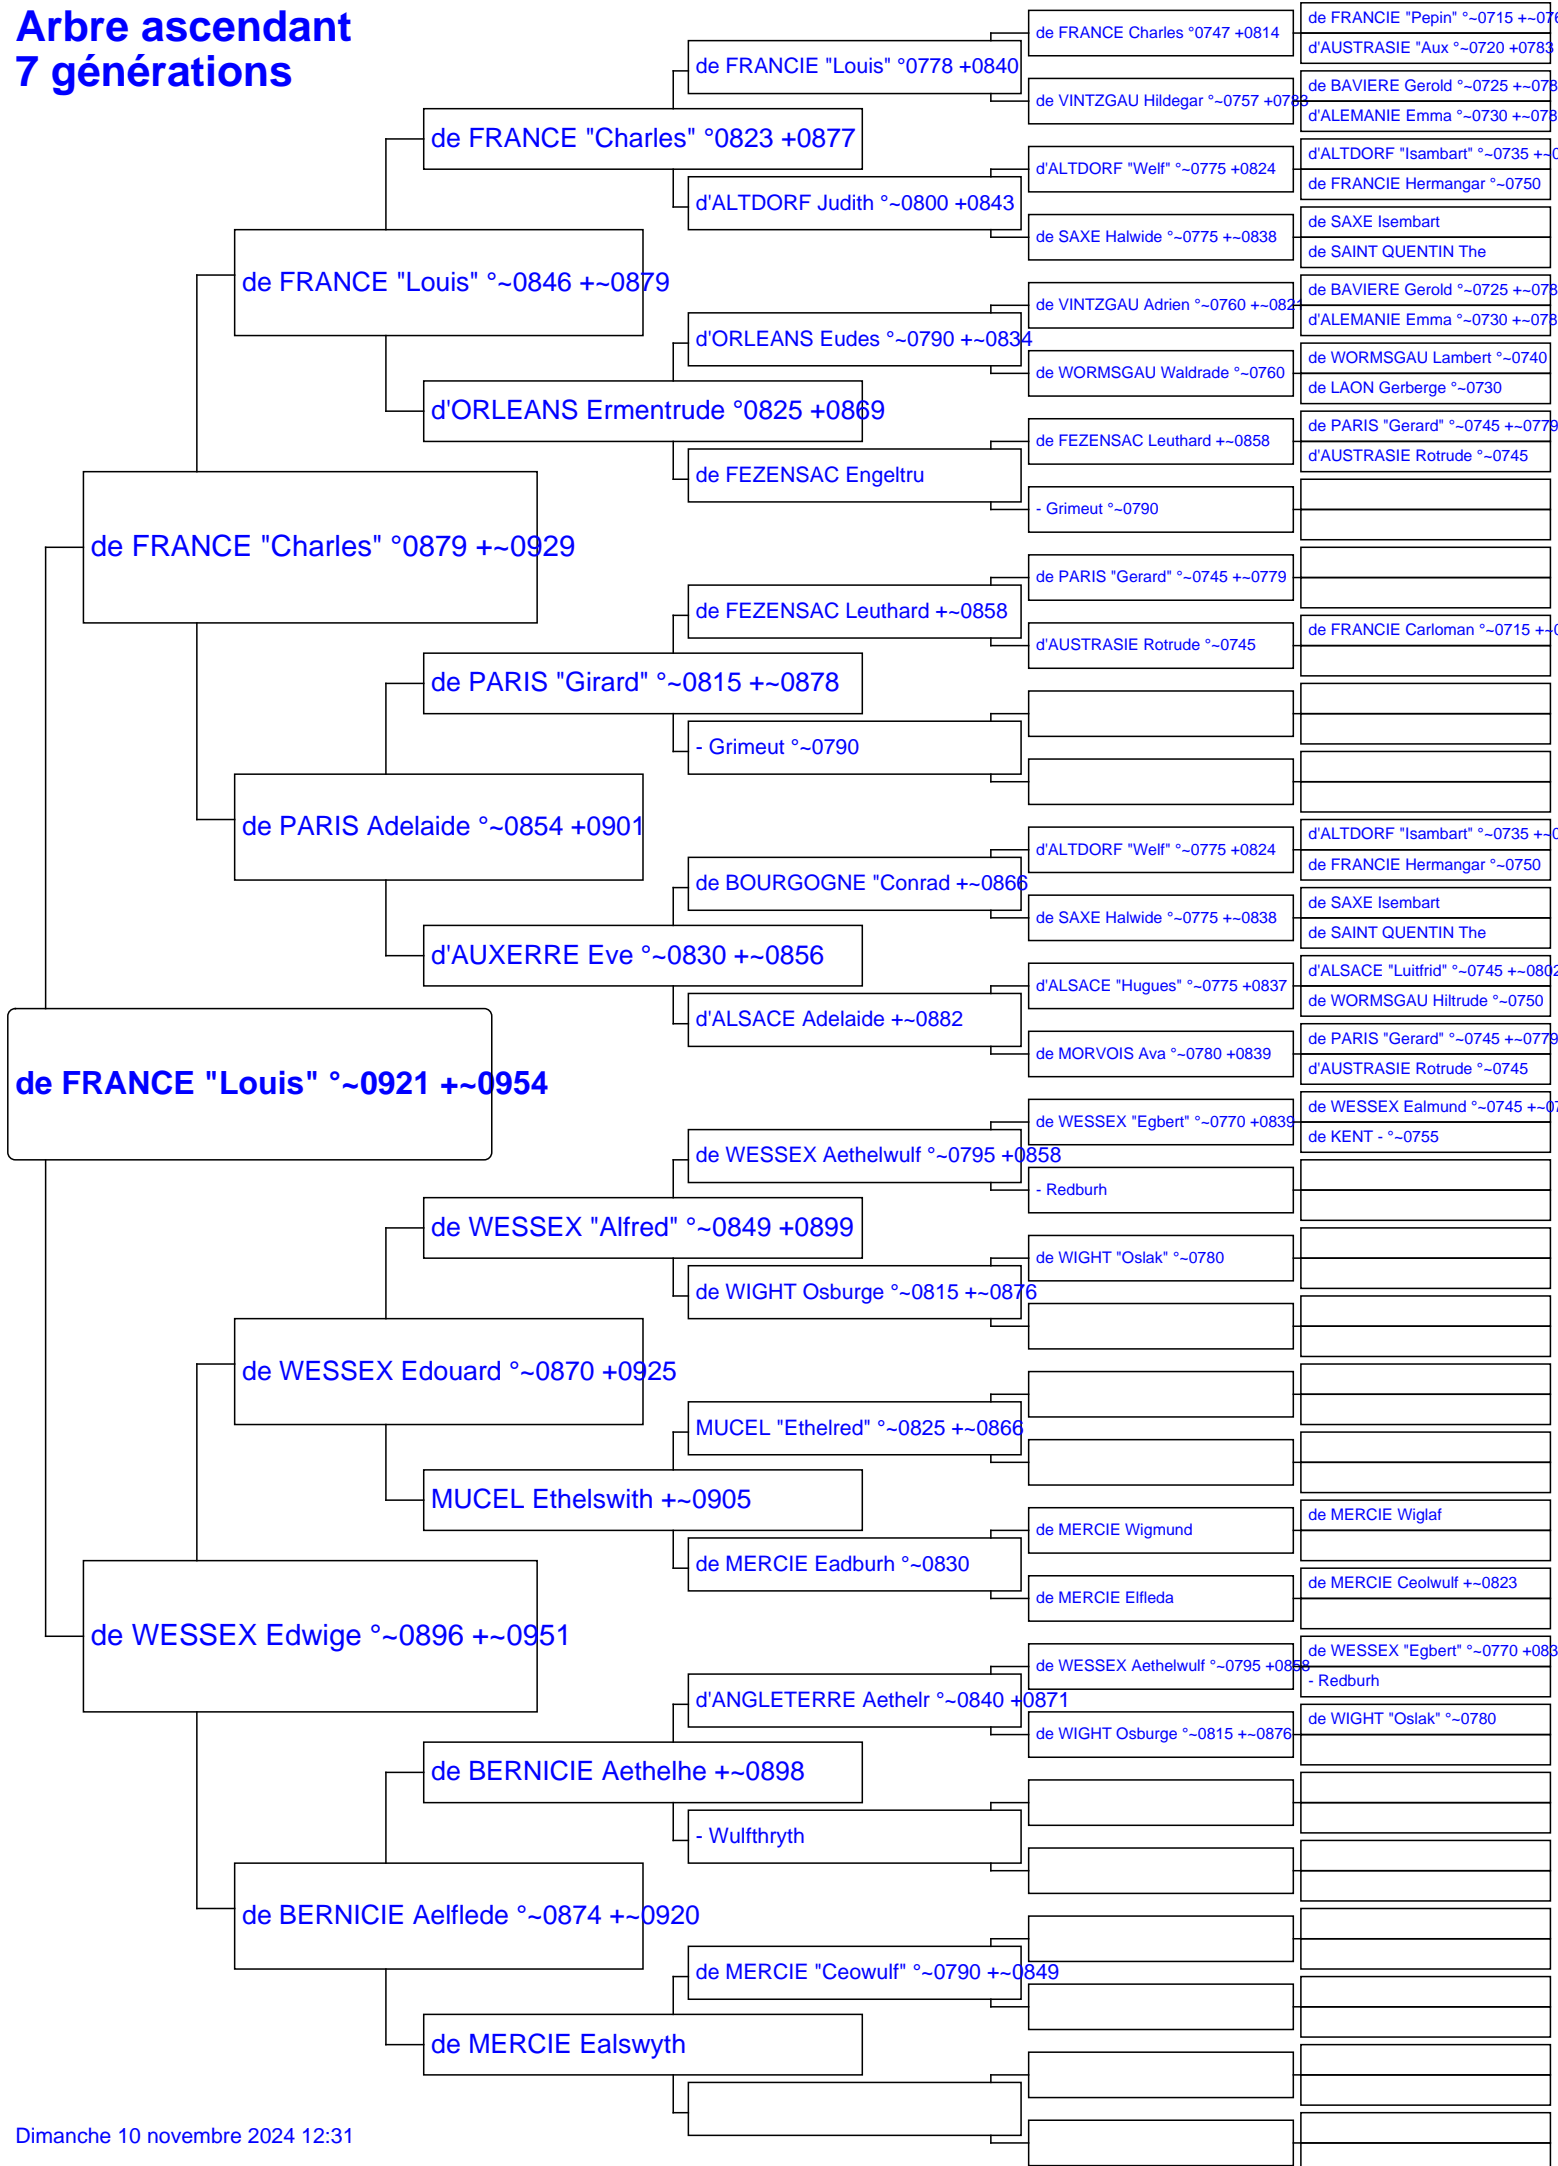 Arbre ascendant
7 générations
de FRANCE "Louis" °~0921 +~0954
de FRANCE "Charles" °0879 +~0929
de WESSEX Edwige °~0896 +~0951
de FRANCE "Louis" °~0846 +~0879
de PARIS Adelaide °~0854 +0901
de WESSEX Edouard °~0870 +0925
de BERNICIE Aelflede °~0874 +~0920
de FRANCE "Charles" °0823 +0877
d'ORLEANS Ermentrude °0825 +0869
de PARIS "Girard" °~0815 +~0878
d'AUXERRE Eve °~0830 +~0856
de WESSEX "Alfred" °~0849 +0899
MUCEL Ethelswith +~0905
de BERNICIE Aethelhe +~0898
de MERCIE Ealswyth
de FRANCIE "Louis" °0778 +0840
d'ALTDORF Judith °~0800 +0843
d'ORLEANS Eudes °~0790 +~0834
de FEZENSAC Engeltru
de FEZENSAC Leuthard +~0858
- Grimeut °~0790
de BOURGOGNE "Conrad +~0866
d'ALSACE Adelaide +~0882
de WESSEX Aethelwulf °~0795 +0858
de WIGHT Osburge °~0815 +~0876
MUCEL "Ethelred" °~0825 +~0866
de MERCIE Eadburh °~0830
d'ANGLETERRE Aethelr °~0840 +0871
- Wulfthryth
de MERCIE "Ceowulf" °~0790 +~0849
de FRANCE Charles °0747 +0814
de VINTZGAU Hildegar °~0757 +0783
d'ALTDORF "Welf" °~0775 +0824
de SAXE Halwide °~0775 +~0838
de VINTZGAU Adrien °~0760 +~0821
de WORMSGAU Waldrade °~0760
de FEZENSAC Leuthard +~0858
- Grimeut °~0790
de PARIS "Gerard" °~0745 +~0779
d'AUSTRASIE Rotrude °~0745
d'ALTDORF "Welf" °~0775 +0824
de SAXE Halwide °~0775 +~0838
d'ALSACE "Hugues" °~0775 +0837
de MORVOIS Ava °~0780 +0839
de WESSEX "Egbert" °~0770 +0839
- Redburh
de WIGHT "Oslak" °~0780
de MERCIE Wigmund
de MERCIE Elfleda
de WESSEX Aethelwulf °~0795 +0858
de WIGHT Osburge °~0815 +~0876
de FRANCIE "Pepin" °~0715 +~076
d'AUSTRASIE "Aux °~0720 +0783
de BAVIERE Gerold °~0725 +~078
d'ALEMANIE Emma °~0730 +~078
d'ALTDORF "Isambart" °~0735 +~0
de FRANCIE Hermangar °~0750
de SAXE Isembart
de SAINT QUENTIN The
de BAVIERE Gerold °~0725 +~078
d'ALEMANIE Emma °~0730 +~078
de WORMSGAU Lambert °~0740
de LAON Gerberge °~0730
de PARIS "Gerard" °~0745 +~0779
d'AUSTRASIE Rotrude °~0745
de FRANCIE Carloman °~0715 +~0
d'ALTDORF "Isambart" °~0735 +~0
de FRANCIE Hermangar °~0750
de SAXE Isembart
de SAINT QUENTIN The
d'ALSACE "Luitfrid" °~0745 +~0802
de WORMSGAU Hiltrude °~0750
de PARIS "Gerard" °~0745 +~0779
d'AUSTRASIE Rotrude °~0745
de WESSEX Ealmund °~0745 +~07
de KENT - °~0755
de MERCIE Wiglaf
de MERCIE Ceolwulf +~0823
de WESSEX "Egbert" °~0770 +083
- Redburh
de WIGHT "Oslak" °~0780
Dimanche 10 novembre 2024 12:31